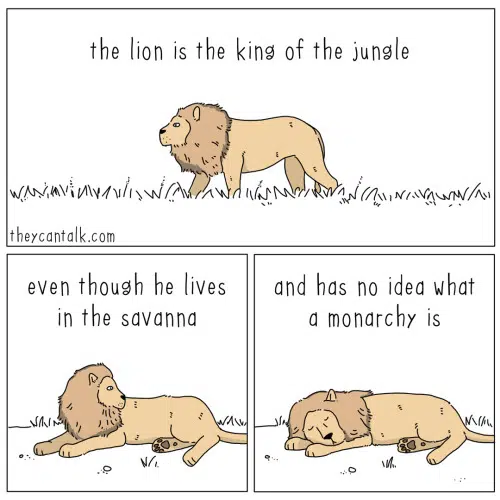 the lion is the king of the jungle
theycantalk.com
even though he lives
in the savanna
and has no idea what
a monarchy is